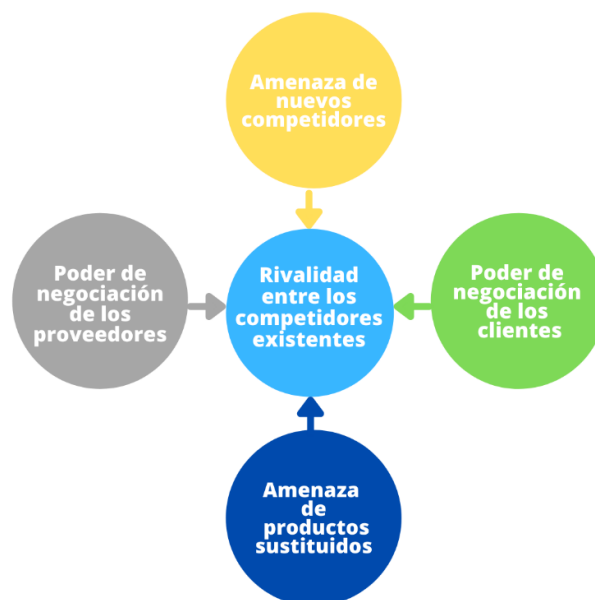 Amenaza de
nuevos
competidores
Poder de
negociación
de los
proveedores
Rivalidad
entre los
competidores
existentes
Poder de
negociación
de los
clientes
Amenaza
de
productos
sustituidos